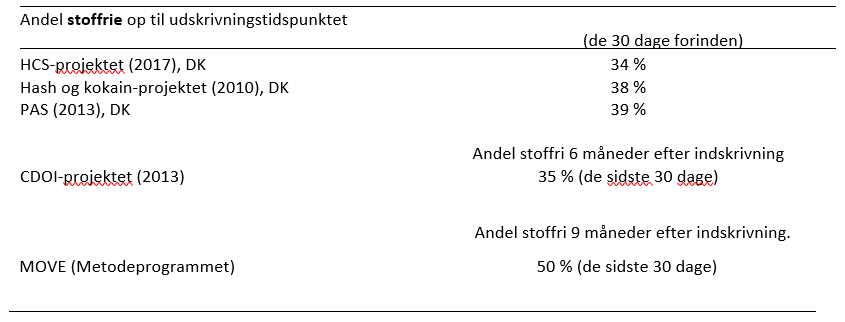 Andel stoffrie op til udskrivningstidspunktet
(de 30 dage forinden)
HCS-projektet (2017), DK 34 %
Hash og kokain-projektet (2010), DK 38 %
PAS (2013), DK 39 %
Andel stoffri 6 måneder efter indskrivning
CDOI-projektet (2013) 35 % (de sidste 30 dage)
Andel stoffri 9 måneder efter indskrivning.
MOVE (Metodeprogrammet) 50 % (de sidste 30 dage)